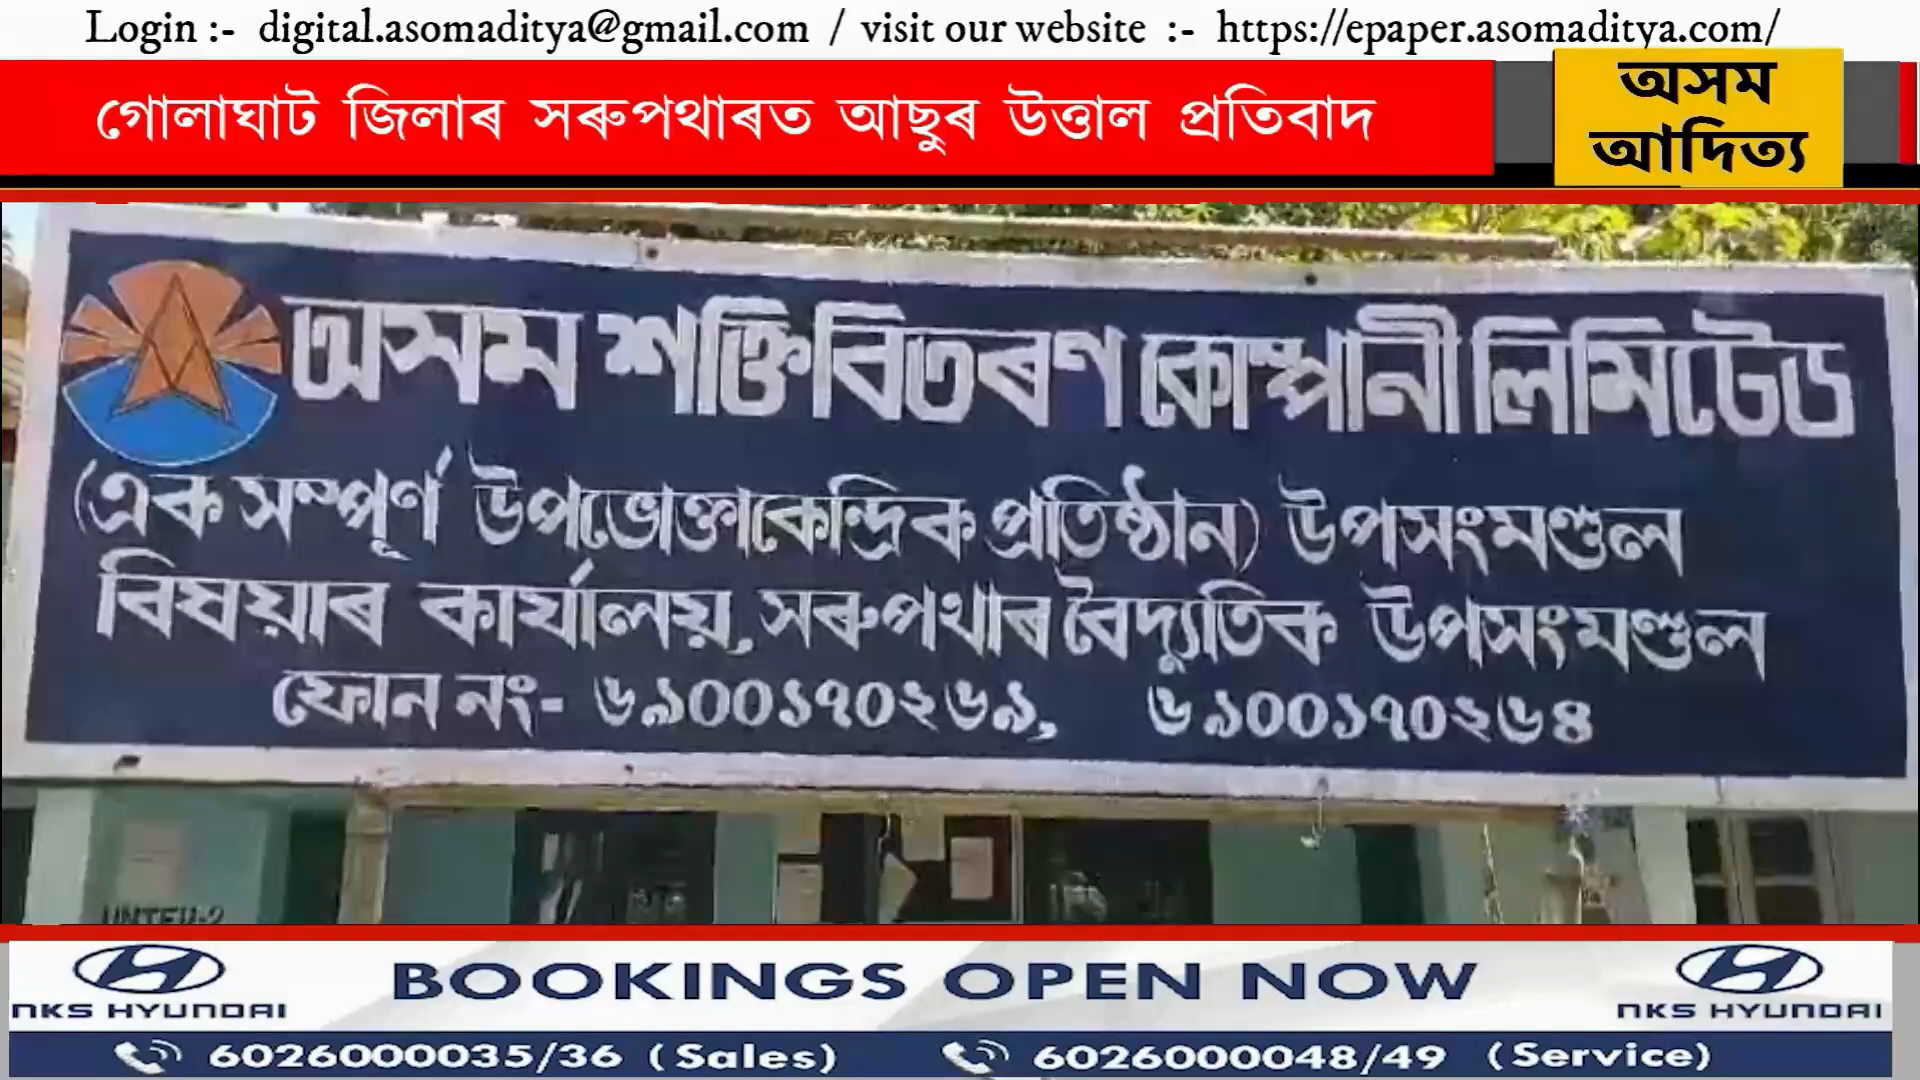 Login :- digital.asomaditya@gmail.com / visit our website :- https://epaper.asomaditya.com/
গোলাঘাট জিলাৰ সৰুপথাৰত আছুৰ উত্তাল প্ৰতিবাদ
অসম
আদিত্য
অসম শক্তি বিতৰণ কোম্পানী লিমিটেড
(এক সম্পূৰ্ণ উপভোক্তাকেন্দ্ৰিক প্ৰতিষ্ঠান) উপসংমণ্ডল
বিষয়াৰ কাৰ্যালয়, সৰুপথাৰ বৈদ্যুতিক উপসংমণ্ডল
ফোন নং- ৬৯০০১৭০২৬৯, ৬৯০০১৭০২৬৪
UNTEU-2
NKS HYUNDAI
BOOKINGS OPEN NOW
NKS HYUNDAI
6026000035/36 (Sales) 6026000048/49 (Service)